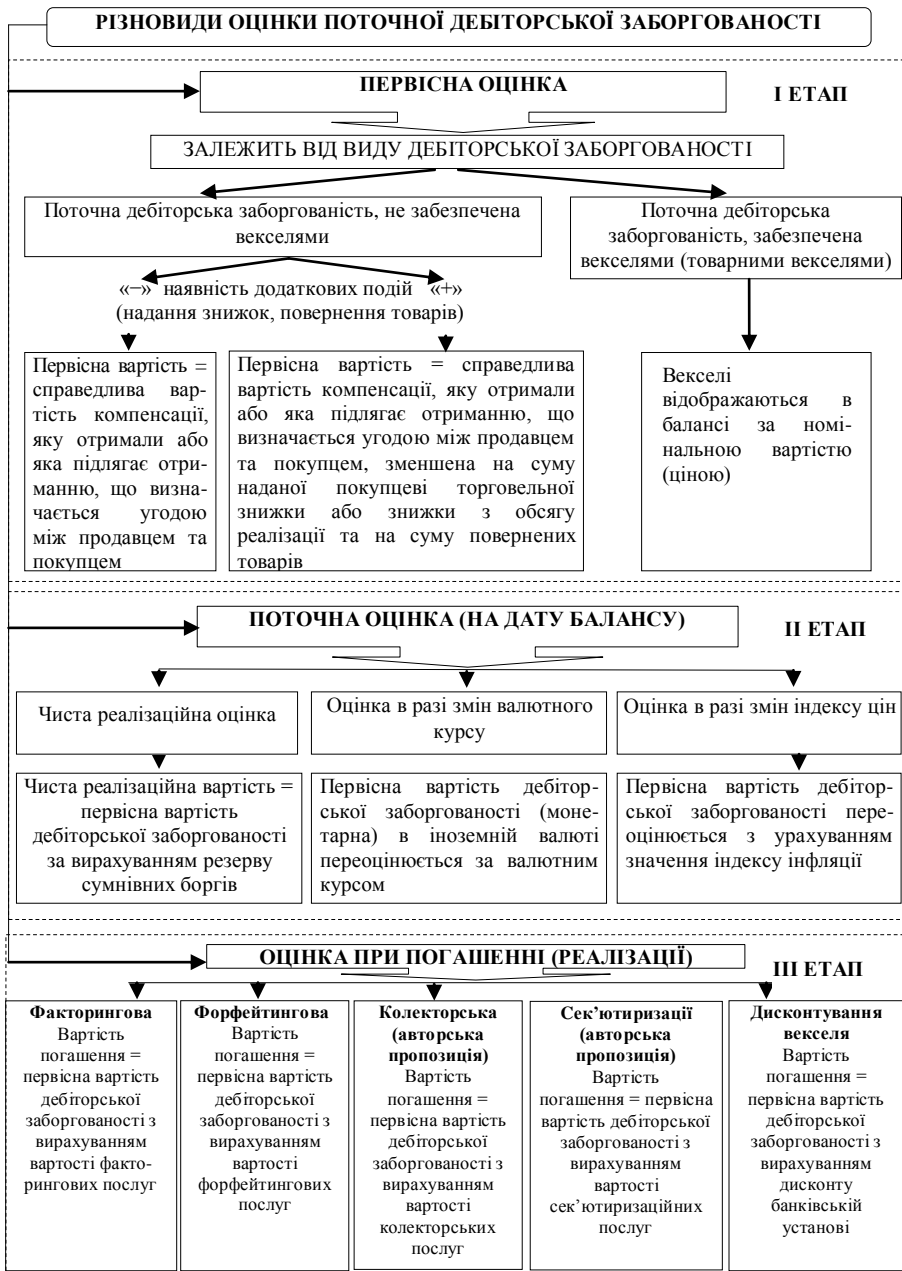 РІЗНОВИДИ ОЦІНКИ ПОТОЧНОЇ ДЕБІТОРСЬКОЇ ЗАБОРГОВАНОСТІ
ПЕРВІСНА ОЦІНКА
І ЕТАП
ЗАЛЕЖИТЬ ВІД ВИДУ ДЕБІТОРСЬКОЇ ЗАБОРГОВАНОСТІ
Поточна дебіторська заборгованість, не забезпечена
векселями
Поточна дебіторська
заборгованість, забезпечена
векселями (товарними векселями)
«−» наявність додаткових подій «+»
(надання знижок, повернення товарів)
Первісна вартість =
справедлива вар-
тість компенсації,
яку отримали або
яка підлягає отри-
манню, що визна-
чається угодою
між продавцем та
покупцем
Первісна вартість = справедлива
вартість компенсації, яку отримали
або яка підлягає отриманню, що
визначається угодою між продавцем
та покупцем, зменшена на суму
наданої покупцеві торговельної
знижки або знижки з обсягу
реалізації та на суму повернених
товарів
Векселі
відображаються в
балансі за номі-
нальною вартістю
(ціною)
ПОТОЧНА ОЦІНКА (НА ДАТУ БАЛАНСУ)
ІІ ЕТАП
Чиста реалізаційна оцінка
Оцінка в разі змін валютного
курсу
Оцінка в разі змін індексу цін
Чиста реалізаційна вартість =
первісна вартість
дебіторської заборгованості
за вирахуванням резерву
сумнівних боргів
Первісна вартість дебітор-
ської заборгованості (моне-
тарна) в іноземній валюті
переоцінюється за валютним
курсом
Первісна вартість дебітор-
ської заборгованості пере-
оцінюється з урахуванням
значення індексу інфляції
ОЦІНКА ПРИ ПОГАШЕННІ (РЕАЛІЗАЦІЇ)
ІІІ ЕТАП
Факторингова
Вартість
погашення =
первісна вартість
дебіторської
заборгованості з
вирахуванням
вартості факто-
рингових послуг
Форфейтингова
Вартість
погашення =
первісна вартість
дебіторської
заборгованості з
вирахуванням
вартості
форфейтингових
послуг
Колекторська
(авторська
пропозиція)
Вартість
погашення =
первісна вартість
дебіторської
заборгованості з
вирахуванням
вартості
колекторських
послуг
Сек’ютиризації
(авторська
пропозиція)
Вартість
погашення = первісна
вартість дебіторської
заборгованості з
вирахуванням
вартості
сек’ютиризаційних
послуг
Дисконтування
векселя
Вартість
погашення =
первісна вартість
дебіторської
заборгованості з
вирахуванням
дисконту
банківській
установі